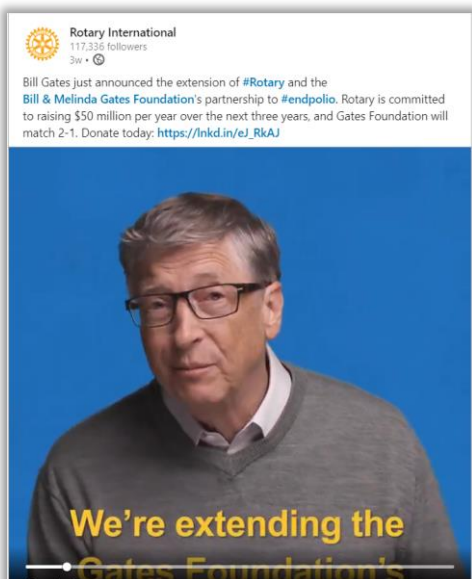 Rotary International
117,336 followers
3w •
Bill Gates just announced the extension of #Rotary and the
Bill & Melinda Gates Foundation's partnership to #endpolio. Rotary is committed
to raising $50 million per year over the next three years, and Gates Foundation will
match 2-1. Donate today: https://lnkd.in/eJ_RkAJ
We're extending the
Gates Foundation's